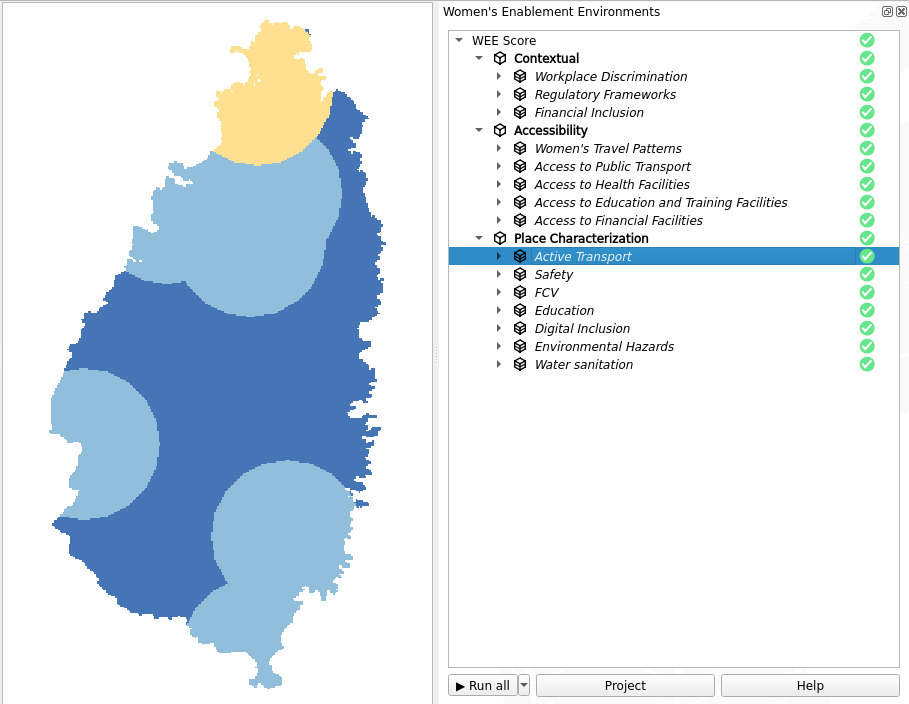 Women's Enablement Environments
WEE Score
Contextual
Workplace Discrimination
Regulatory Frameworks
Financial Inclusion
Accessibility
Women's Travel Patterns
Access to Public Transport
Access to Health Facilities
Access to Education and Training Facilities
Access to Financial Facilities
Place Characterization
Active Transport
Safety
FCV
Education
Digital Inclusion
Environmental Hazards
Water sanitation
Run all
Project
Help